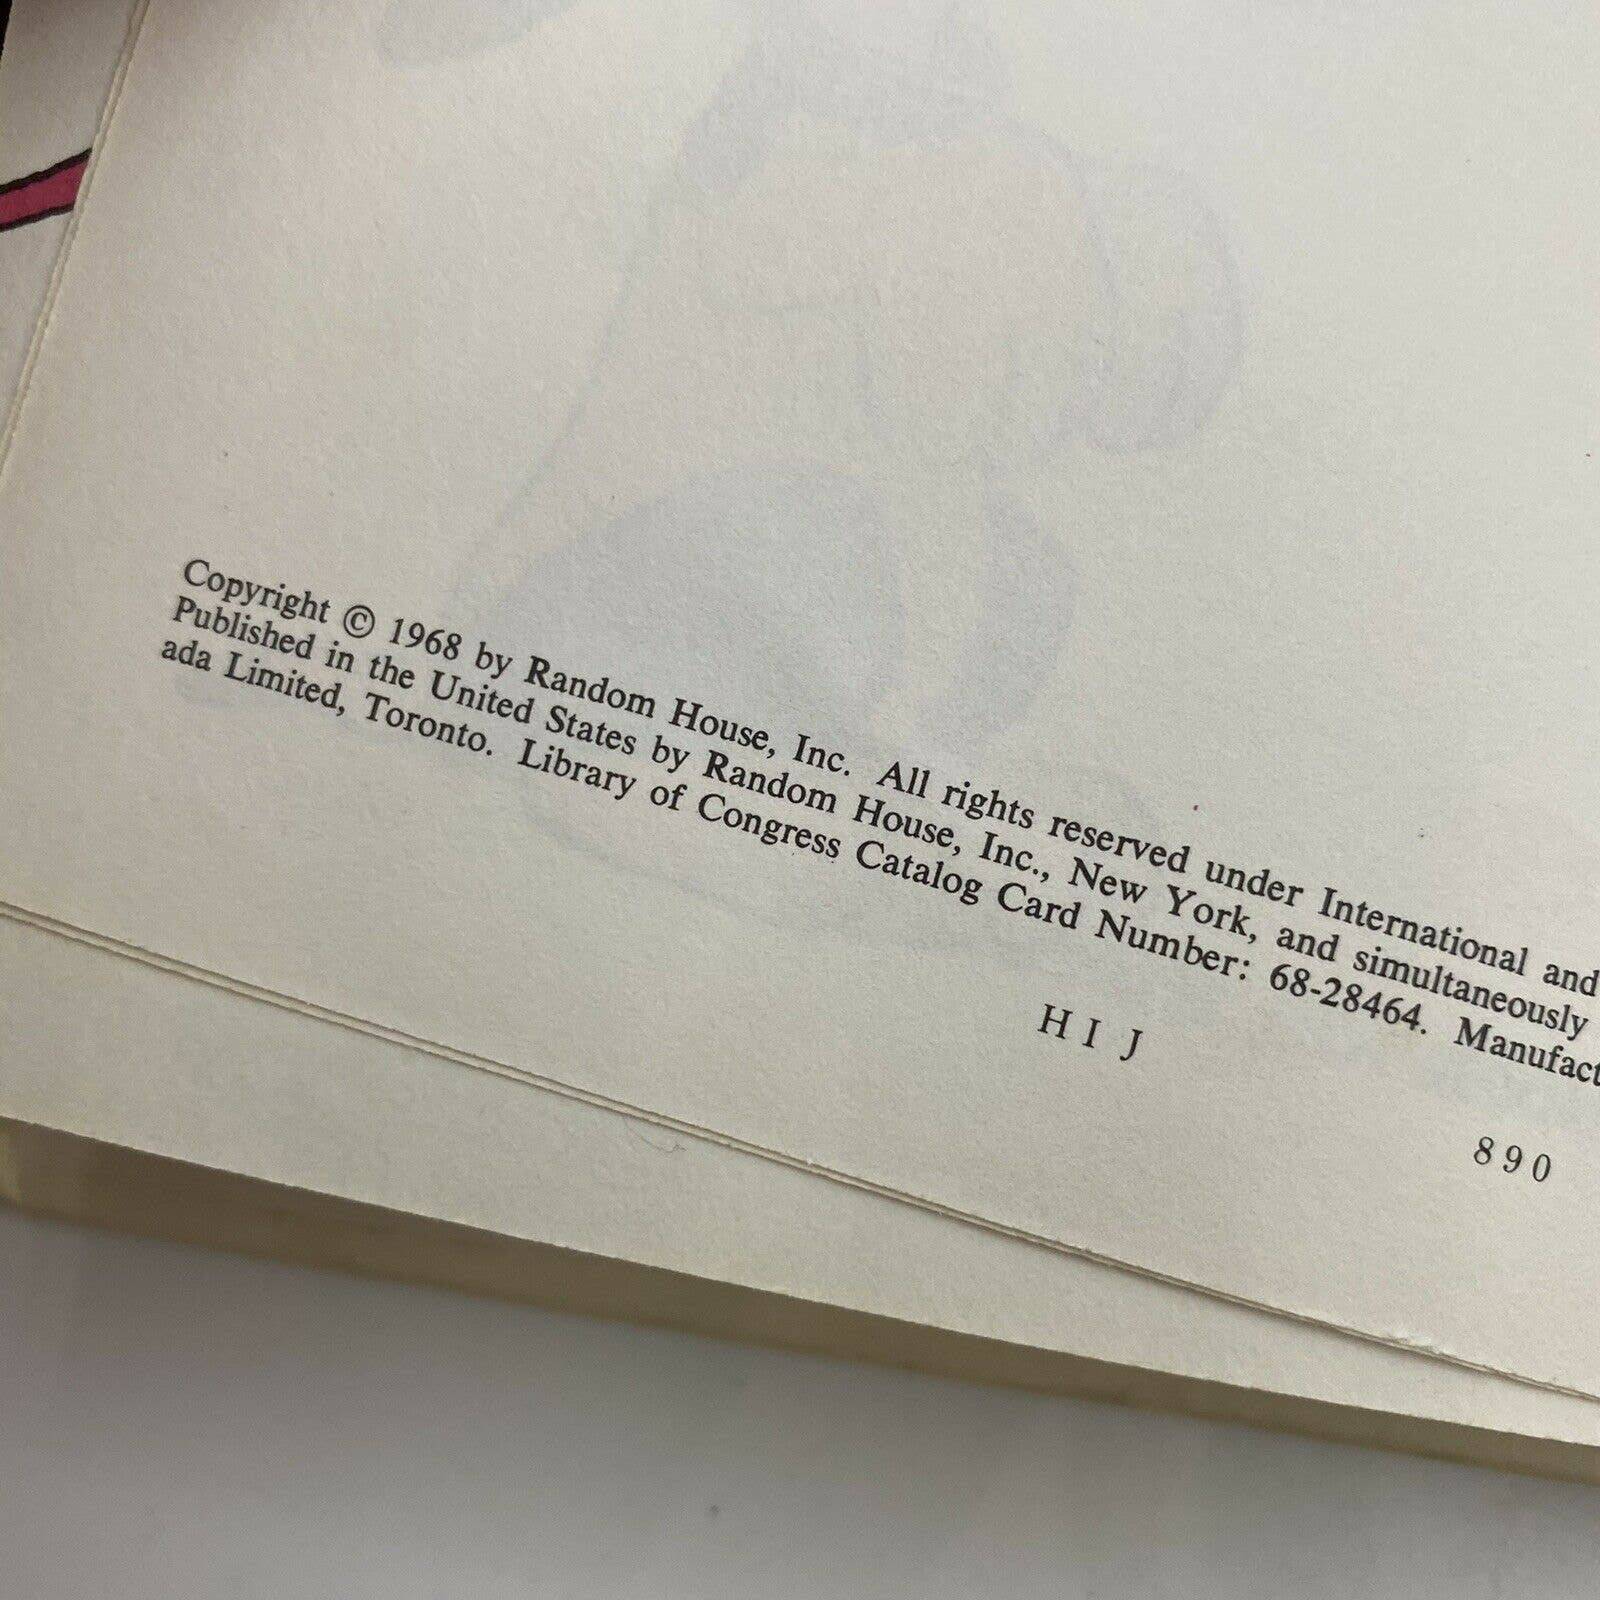 Copyright © 1968 by Random House, Inc. All rights reserved under International and
Published in the United States by Random House, Inc., New York, and simultaneously
ada Limited, Toronto. Library of Congress Catalog Card Number: 68-28464. Manufact
H I J
8 9 0